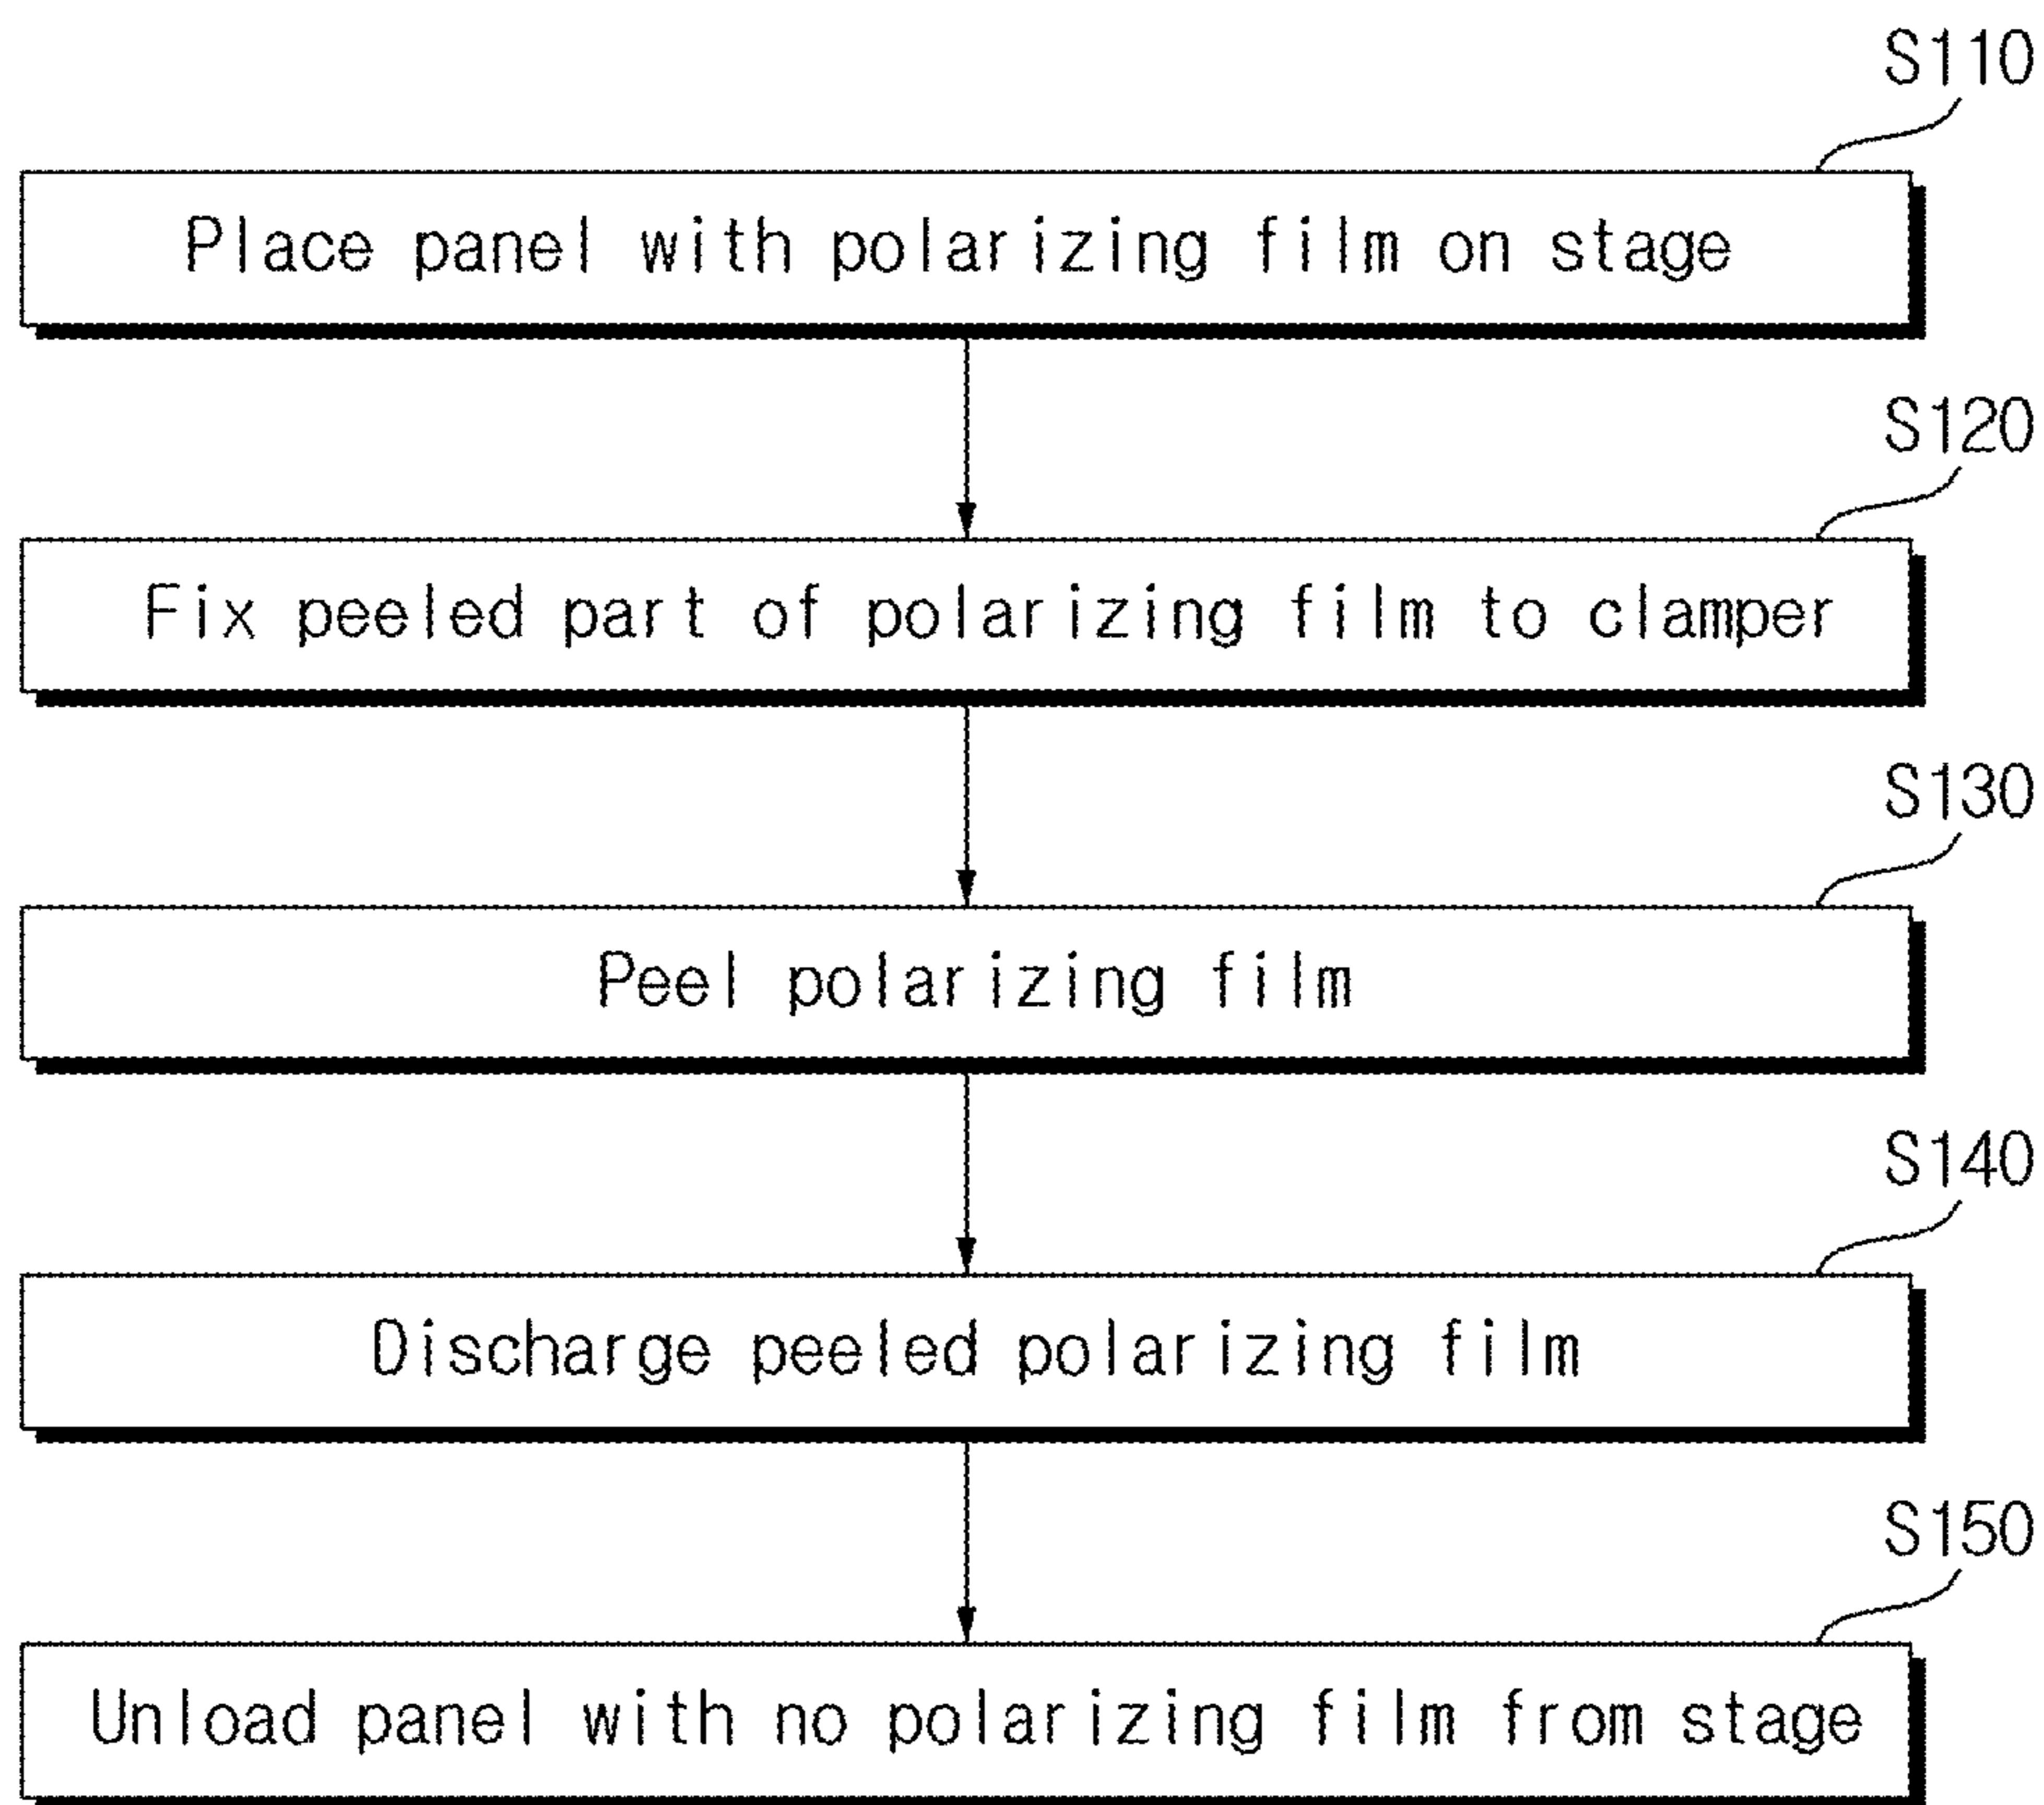 S110
Place panel with polarizing film on stage
S120
Fix peeled part of polarizing film to clamper
S130
Peel polarizing film
S140
Discharge peeled polarizing film
S150
Unload panel with no polarizing film from stage